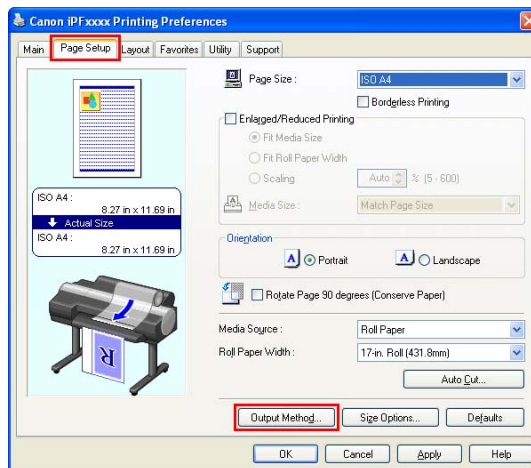 Canon iPFxxxx Printing Preferences
Main Page Setup Layout Favorites Utility Support
Page Size : ISO A4
Borderless Printing
Enlarged/Reduced Printing
Fit Media Size
Fit Roll Paper Width
Scaling Auto % (5 - 600)
Media Size : Match Page Size
ISO A4 :
8.27 in x 11.69 in
Actual Size
ISO A4 :
8.27 in x 11.69 in
Orientation
A Portrait A Landscape
Rotate Page 90 degrees (Conserve Paper)
R
Media Source : Roll Paper
Roll Paper Width : 17-in. Roll (431.8mm)
Auto Cut...
Output Method... Size Options... Defaults
OK Cancel Apply Help